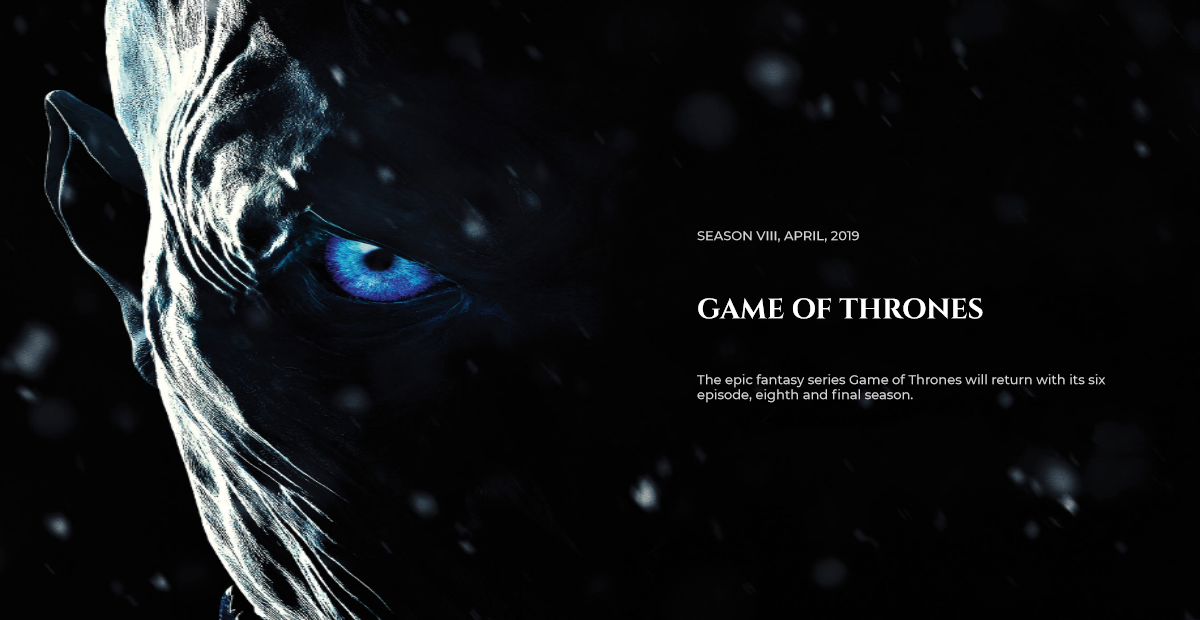 SEASON VIII, APRIL, 2019
GAME OF THRONES
The epic fantasy series Game of Thrones will return with its six
episode, eighth and final season.